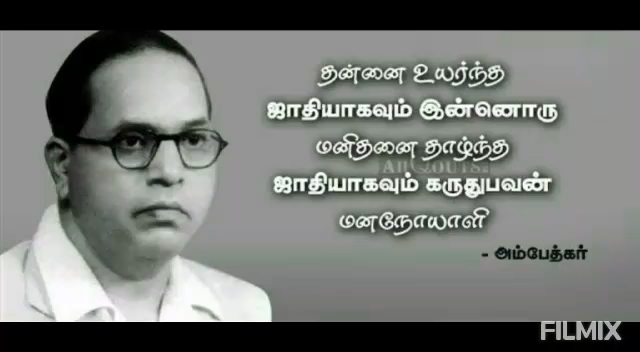 தன்னை உயர்ந்த
ஜாதியாகவும் இன்னொரு
மனிதனை தாழ்ந்த
ஜாதியாகவும் கருதுபவன்
மனநோயாளி
- அம்பேத்கர்
FILMIX